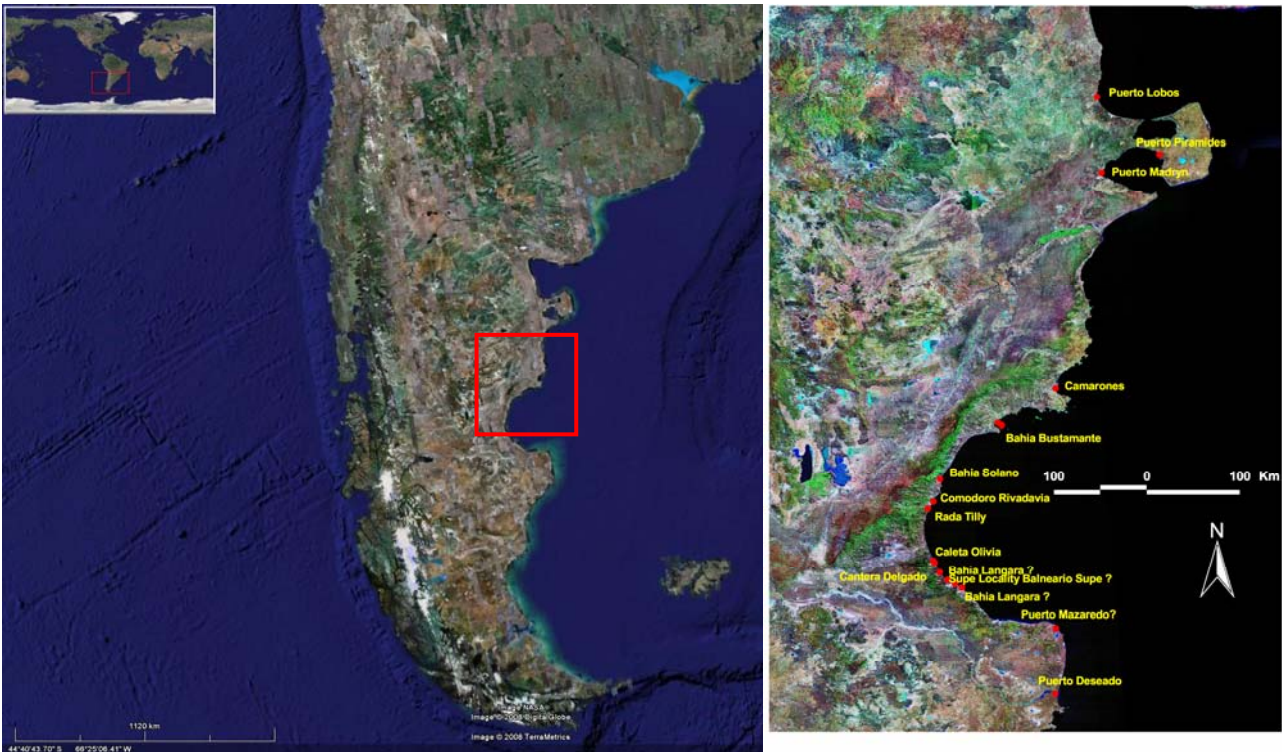 1120 km
Image NASA
Image © 2008 DigitalGlobe
Image © 2008 TerraMetrics
44°40'43.70" S 66°25'06.41" W
Puerto Lobos
Puerto Piramides
Puerto Madryn
Camarones
Bahia Bustamante
Bahia Solano
100 0 100 Km
Comodoro Rivadavia
Rada Tilly
N
Caleta Olivia
Bahia Langara ?
Cantera Delgado
Supe Locality Balneario Supe ?
Bahia Langara ?
Puerto Mazaredo?
Puerto Deseado